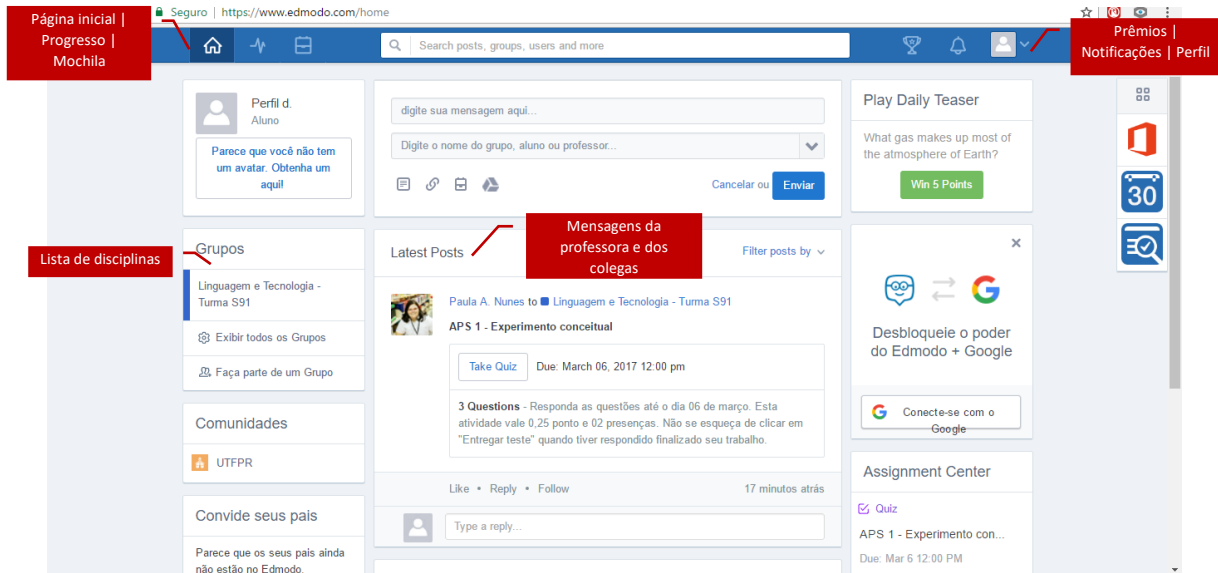 Seguro | https://www.edmodo.com/home
Página inicial |
Progresso |
Mochila
Search posts, groups, users and more
Prêmios |
Notificações | Perfil
Perfil d.
Aluno
Parece que você não tem
um avatar. Obtenha um
aqui!
Grupos
Lista de disciplinas
Linguagem e Tecnologia -
Turma S91
Exibir todos os Grupos
Faça parte de um Grupo
Comunidades
UTFPR
Convide seus pais
Parece que os seus pais ainda
não estão no Edmodo.
digite sua mensagem aqui...
Digite o nome do grupo, aluno ou professor...
Cancelar ou Enviar
Mensagens da
professora e dos
colegas
Latest Posts
Filter posts by
Paula A. Nunes to Linguagem e Tecnologia - Turma S91
APS 1 - Experimento conceitual
Take Quiz Due: March 06, 2017 12:00 pm
3 Questions - Responda as questões até o dia 06 de março. Esta
atividade vale 0,25 ponto e 02 presenças. Não se esqueça de clicar em
"Entregar teste" quando tiver respondido finalizado seu trabalho.
Like • Reply • Follow 17 minutos atrás
Type a reply...
Play Daily Teaser
What gas makes up most of
the atmosphere of Earth?
Win 5 Points
Desbloqueie o poder
do Edmodo + Google
G Conecte-se com o
Google
Assignment Center
Quiz
APS 1 - Experimento con...
Due: Mar 6 12:00 PM
30